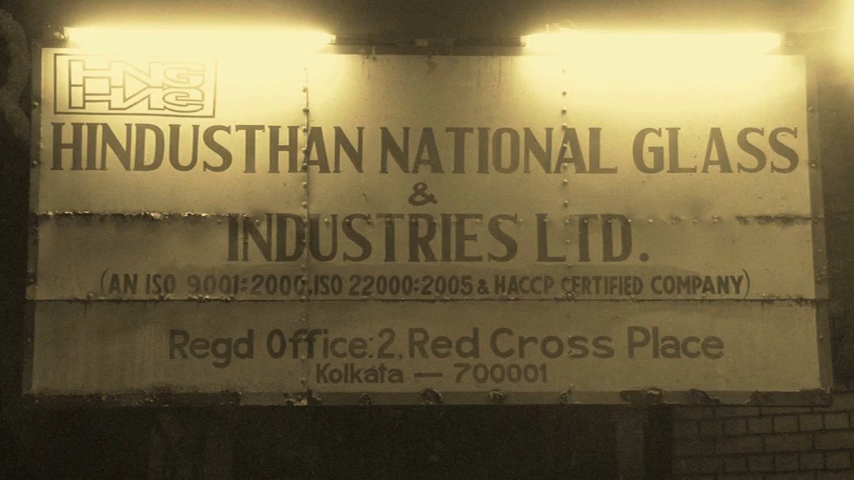 HNG
HINDUSTHAN NATIONAL GLASS
&
INDUSTRIES LTD.
(AN ISO 9001:2000,ISO 22000:2005 & HACCP CERTIFIED COMPANY)
Regd Office:2, Red Cross Place
Kolkata — 700001